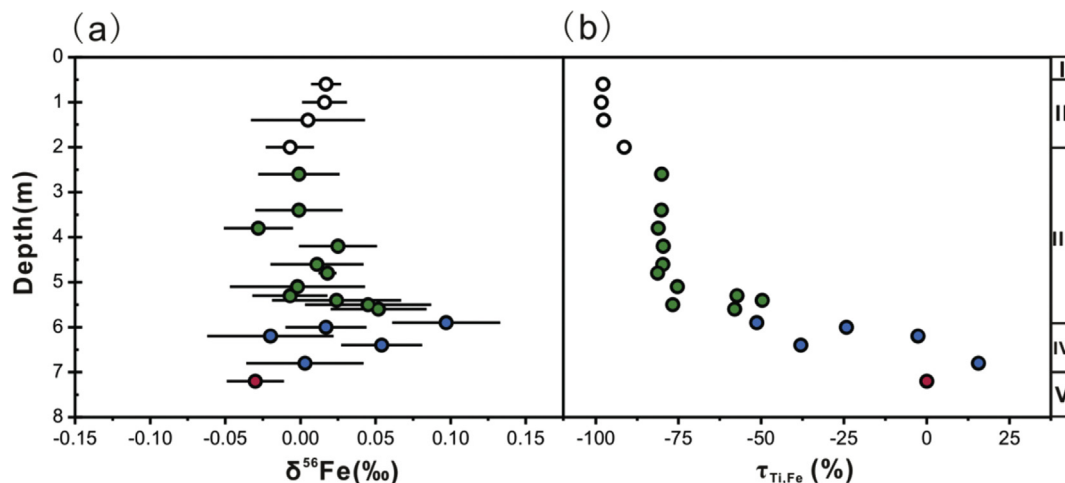 (a)
(b)
0
1
2
3
4
5
6
7
8
Depth(m)
-0.15 -0.10 -0.05 0.00 0.05 0.10 0.15
δ⁵⁶Fe(‰)
-100 -75 -50 -25 0 25
τTi,Fe (%)
I
II
II
IV
V